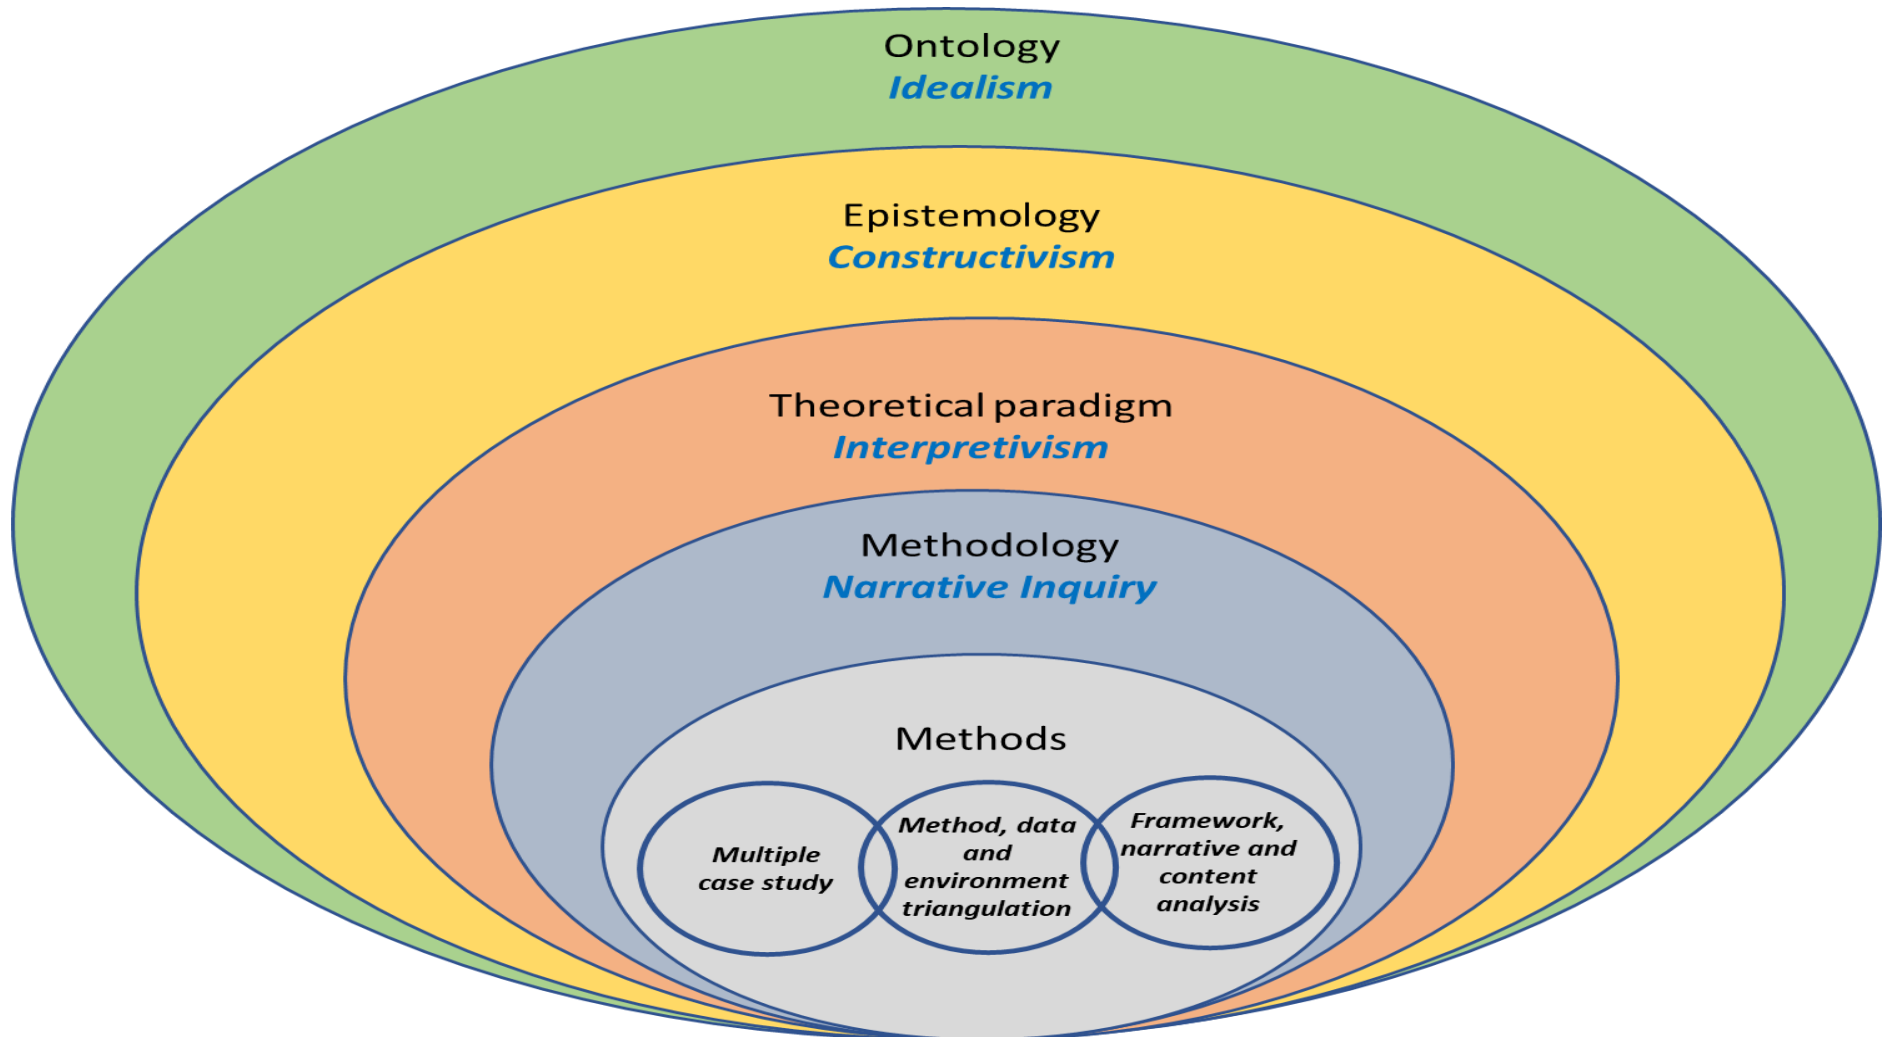 Ontology
Idealism
Epistemology
Constructivism
Theoretical paradigm
Interpretivism
Methodology
Narrative Inquiry
Methods
Multiple
case study
Method, data
and
environment
triangulation
Framework,
narrative and
content
analysis